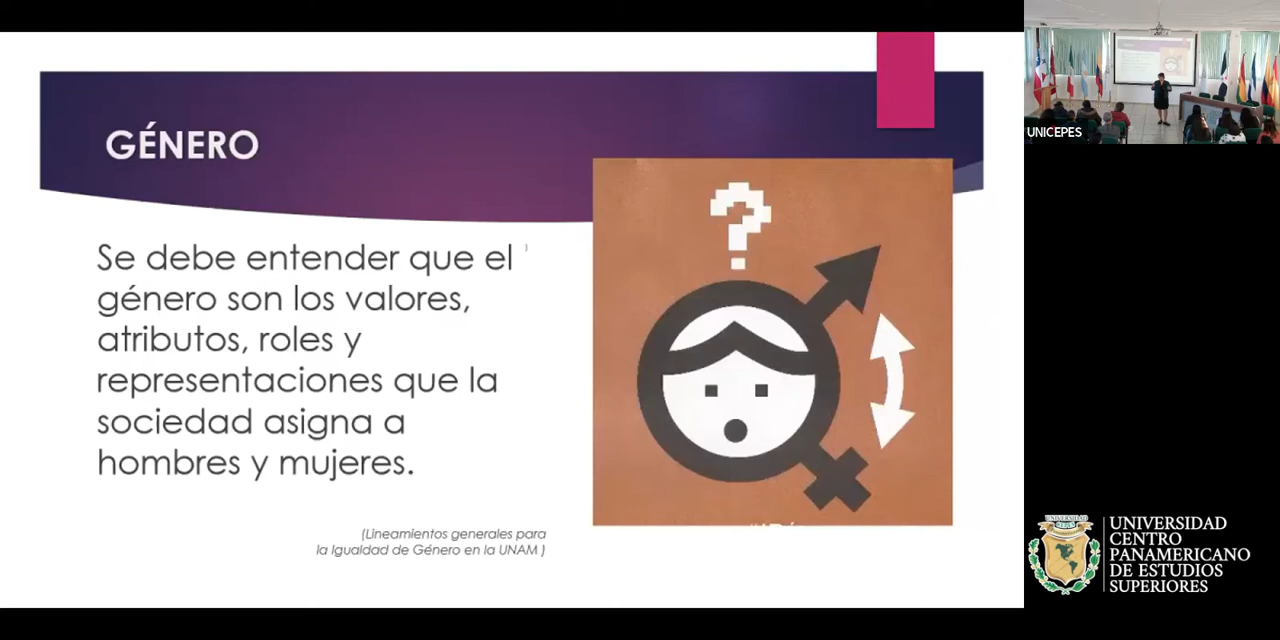 GÉNERO
Se debe entender que el
género son los valores,
atributos, roles y
representaciones que la
sociedad asigna a
hombres y mujeres.
(Lineamientos generales para
la Igualdad de Género en la UNAM )
?
UNICEPES
UNIVERSIDAD
CENTRO
PANAMERICANO
DE ESTUDIOS
SUPERIORES